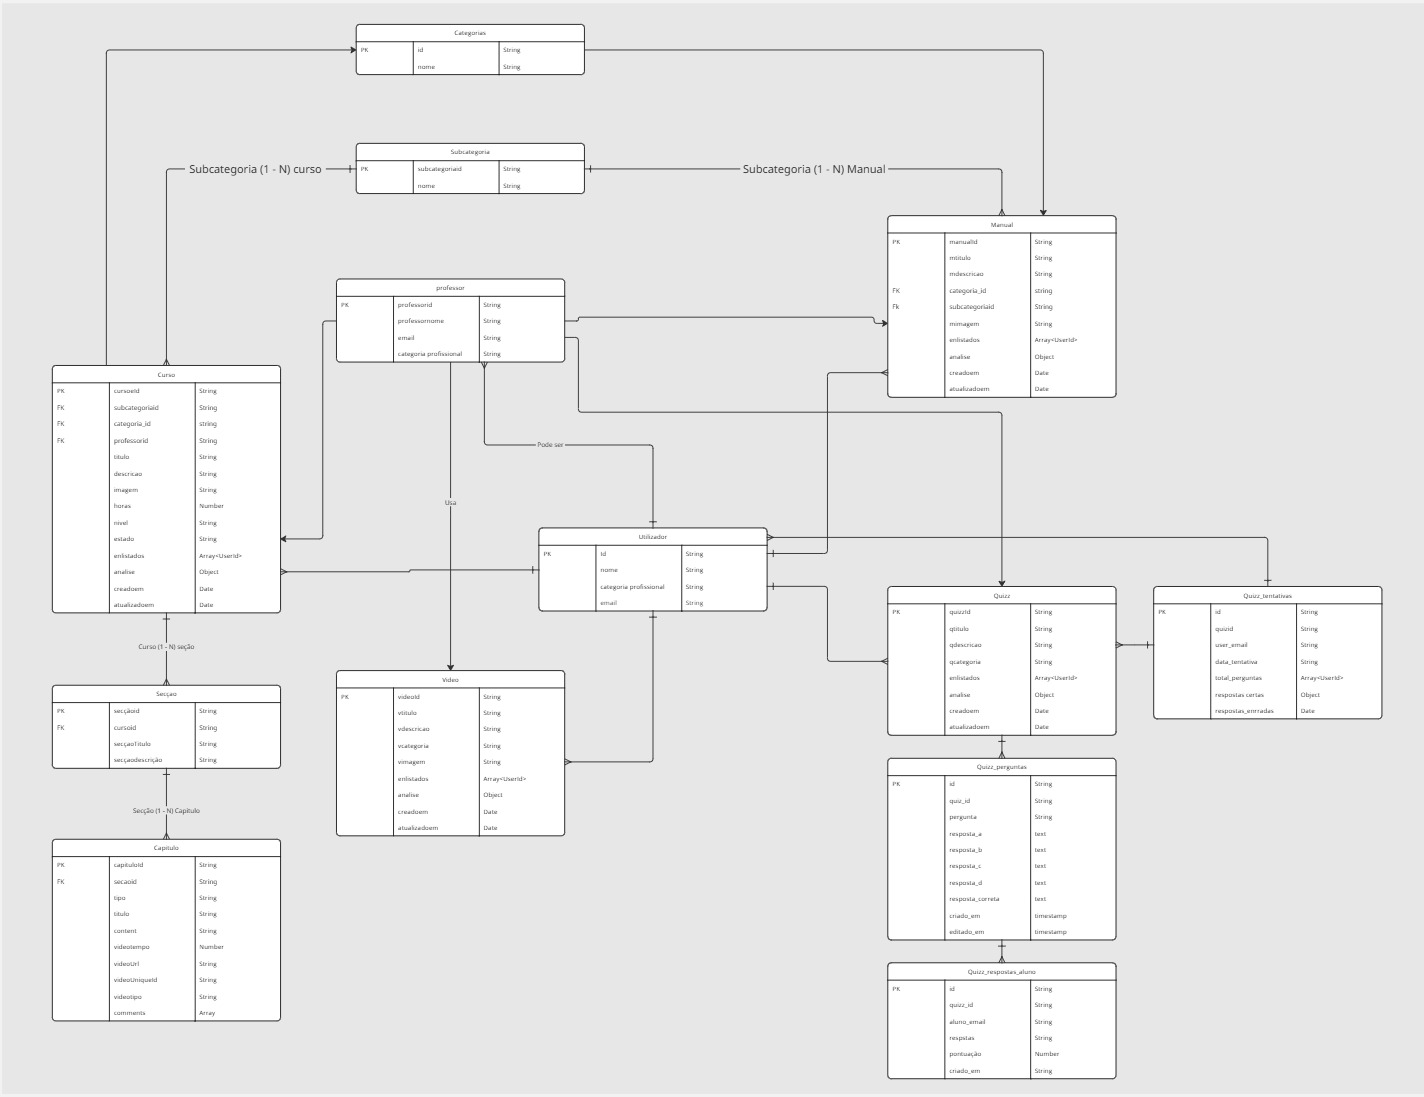 Categorias
PK id String
nome String
Subcategoria
Subcategoria (1 - N) curso
PK subcategoriaid String
nome String
Subcategoria (1 - N) Manual
Manual
PK manualId String
mtitulo String
mdescricao String
FK categoria_id string
Fk subcategoriaid String
mimagem String
enlistados Array<UserId>
analise Object
creadoem Date
atualizadoem Date
professor
PK professorid String
professornome String
email String
categoria profissional String
Curso
PK cursoeId String
FK subcategoriaid String
FK categoria_id string
FK professorid String
titulo String
descricao String
imagem String
horas Number
nivel String
estado String
enlistados Array<UserId>
analise Object
creadoem Date
atualizadoem Date
Pode ser
Usa
Utilizador
PK Id String
nome String
categoria profissional String
email String
Quizz
PK quizzId String
qtitulo String
qdescricao String
qcategoria String
enlistados Array<UserId>
analise Object
creadoem Date
atualizadoem Date
Quizz_tentativas
PK id String
quizid String
user_email String
data_tentativa String
total_perguntas Array<UserId>
respostas certas Object
respostas_enrradas Date
Curso (1 - N) seção
Secçao
PK secçãoid String
FK cursoid String
secçaoTitulo String
secçaodescrição String
Video
PK videoId String
vtitulo String
vdescricao String
vcategoria String
vimagem String
enlistados Array<UserId>
analise Object
creadoem Date
atualizadoem Date
Secção (1 - N) Capitulo
Quizz_perguntas
PK id String
quiz_id String
pergunta String
resposta_a text
resposta_b text
resposta_c text
resposta_d text
resposta_correta text
criado_em timestamp
editado_em timestamp
Capitulo
PK capituloId String
FK secaoid String
tipo String
titulo String
content String
videotempo Number
videoUrl String
videoUniqueId String
videotipo String
comments Array
Quizz_respostas_aluno
PK id String
quizz_id String
aluno_email String
respstas String
pontuação Number
criado_em String